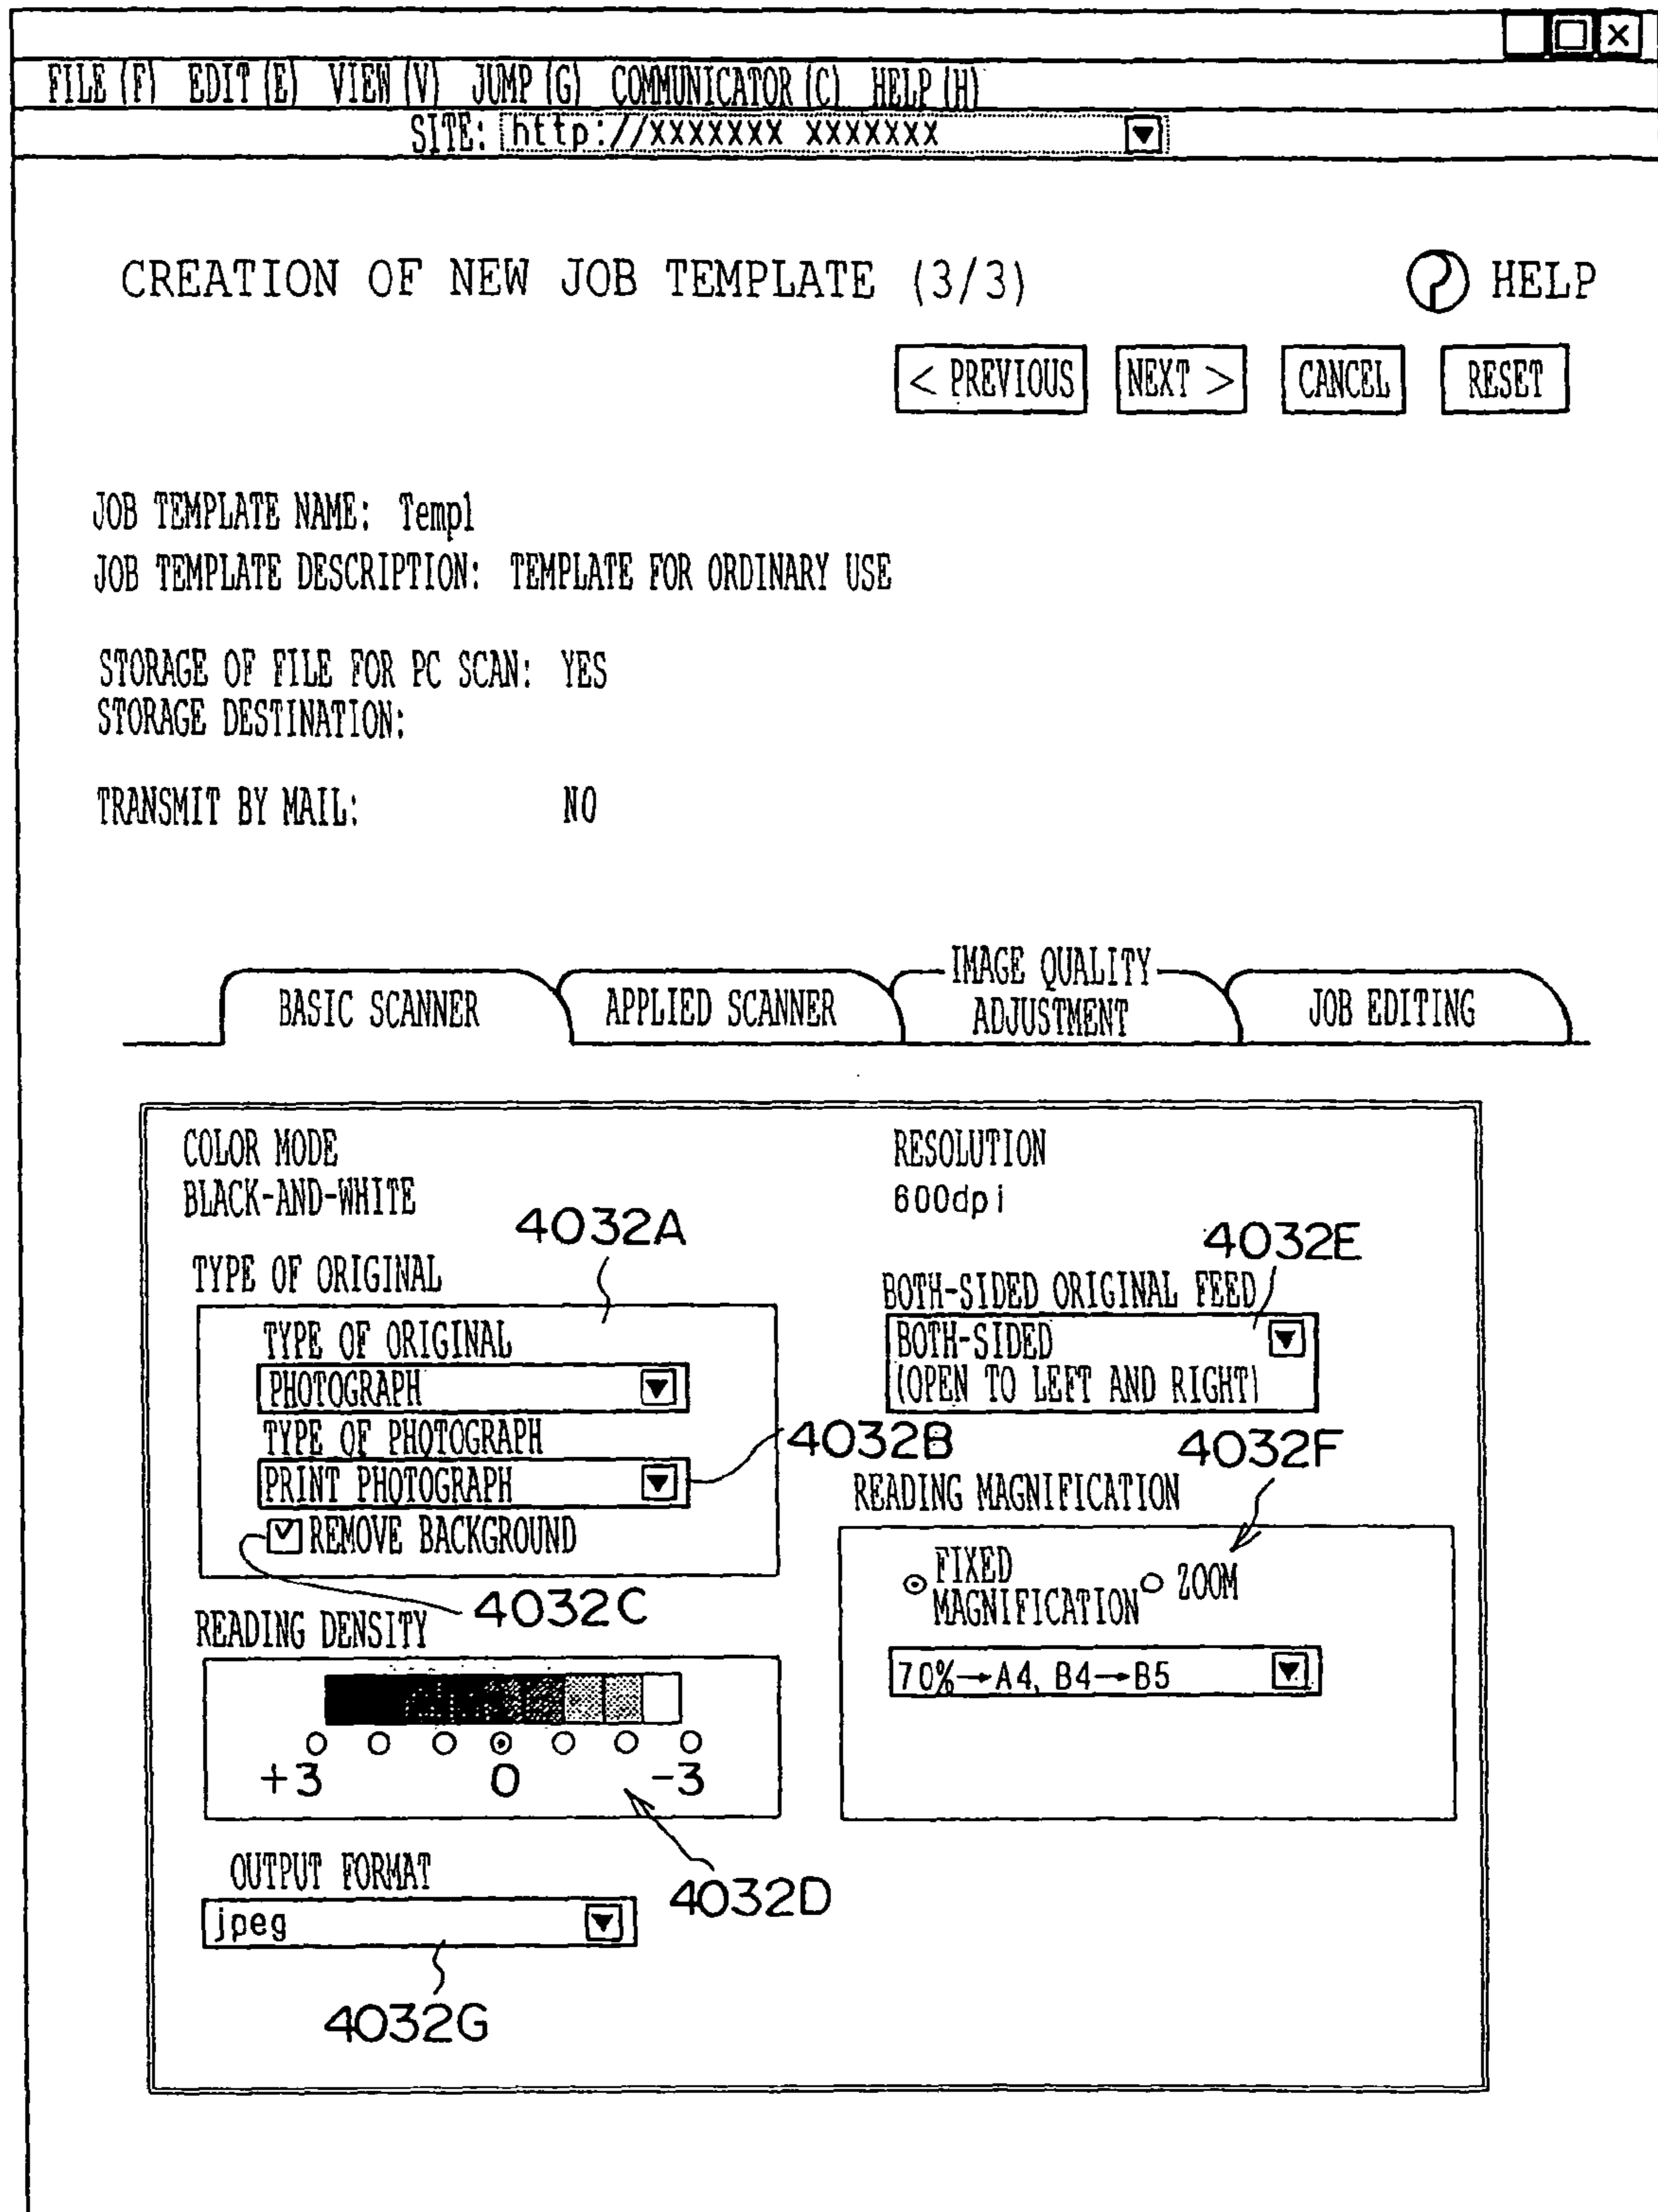 FILE (F) EDIT (E) VIEW (V) JUMP (G) COMMUNICATOR (C) HELP (H)
SITE: http://xxxxxxx xxxxxxx
CREATION OF NEW JOB TEMPLATE (3/3)
HELP
< PREVIOUS NEXT > CANCEL RESET
JOB TEMPLATE NAME: Temp1
JOB TEMPLATE DESCRIPTION: TEMPLATE FOR ORDINARY USE
STORAGE OF FILE FOR PC SCAN: YES
STORAGE DESTINATION:
TRANSMIT BY MAIL: NO
BASIC SCANNER
APPLIED SCANNER
IMAGE QUALITY
ADJUSTMENT
JOB EDITING
COLOR MODE
BLACK-AND-WHITE
4032A
TYPE OF ORIGINAL
TYPE OF ORIGINAL
PHOTOGRAPH
TYPE OF PHOTOGRAPH
4032B
PRINT PHOTOGRAPH
REMOVE BACKGROUND
4032C
READING DENSITY
+3 0 -3
4032D
OUTPUT FORMAT
jpeg
4032G
RESOLUTION
600dpi
4032E
BOTH-SIDED ORIGINAL FEED
BOTH-SIDED
(OPEN TO LEFT AND RIGHT)
4032F
READING MAGNIFICATION
FIXED
MAGNIFICATION
ZOOM
70%→A4, B4→B5